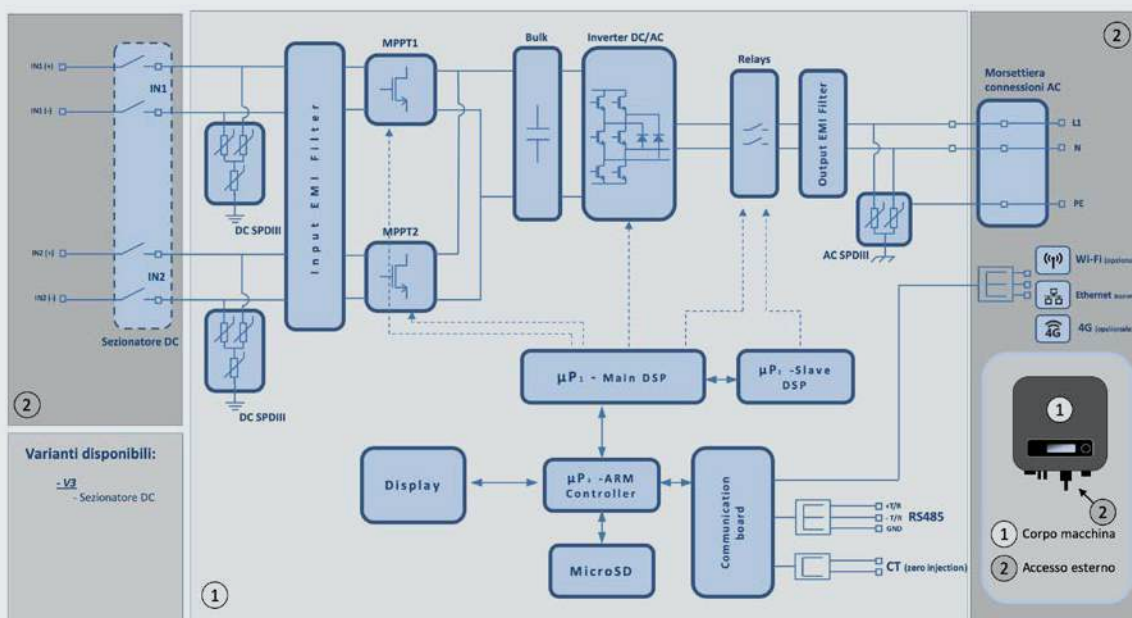 2
IN1 (+)
IN1 (-)
IN2 (+)
IN2 (-)
IN1
IN2
Sezionatore DC
2
Varianti disponibili:
- V3
- Sezionatore DC
DC SPDIII
DC SPDIII
Input EMI Filter
MPPT1
MPPT2
Bulk
Inverter DC/AC
Relays
Output EMI Filter
AC SPDIII
µP₁ - Main DSP
µP₂ -Slave
DSP
Display
-ARM
Controller
MicroSD
Communication
board
+T/R
- T/R
GND
RS485
CT (zero injection)
1
Morsettiera
connessioni AC
L1
N
PE
Wi-Fi
Ethernet
4G
4G (opzionale
1
2
1 Corpo macchina
2 Accesso esterno